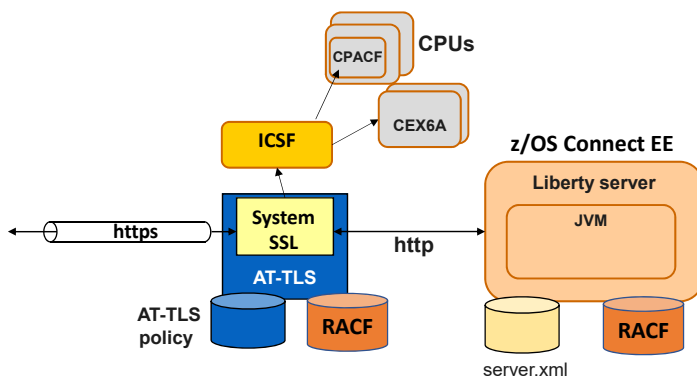 CPUs
CPACF
CEX6A
ICSF
z/OS Connect EE
Liberty server
JVM
System
SSL
https
http
AT-TLS
AT-TLS
policy
RACF
RACF
server.xml